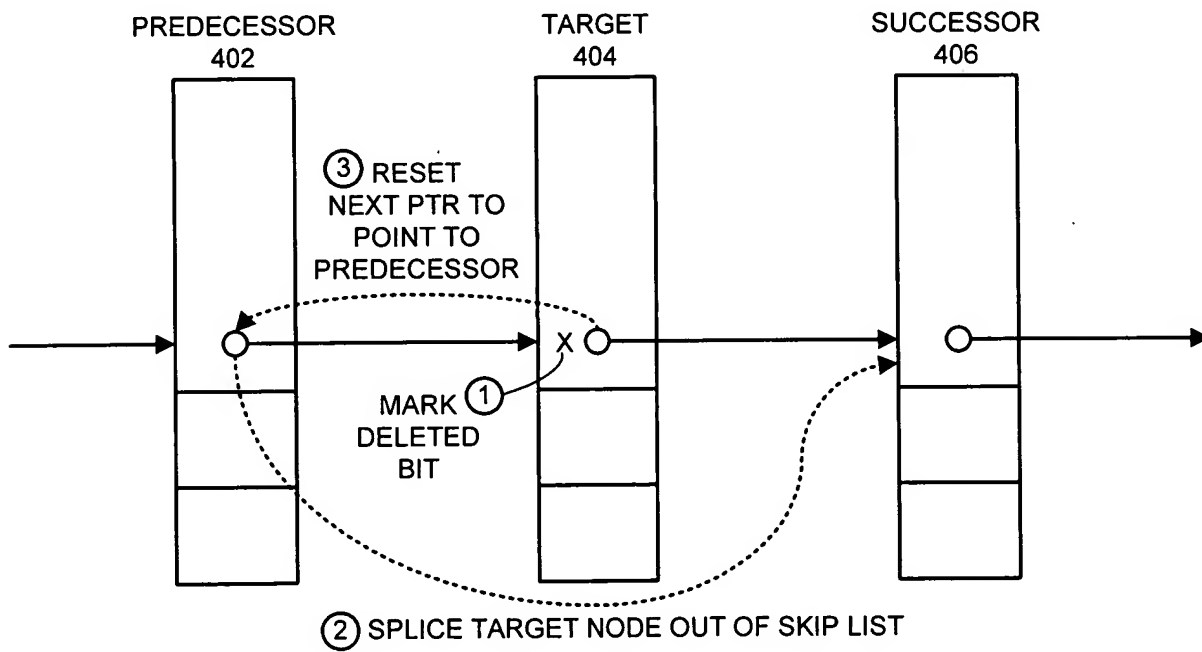 PREDECESSOR
402
TARGET
404
SUCCESSOR
406
3 RESET
NEXT PTR TO
POINT TO
PREDECESSOR
X
MARK 1
DELETED
BIT
2 SPLICE TARGET NODE OUT OF SKIP LIST